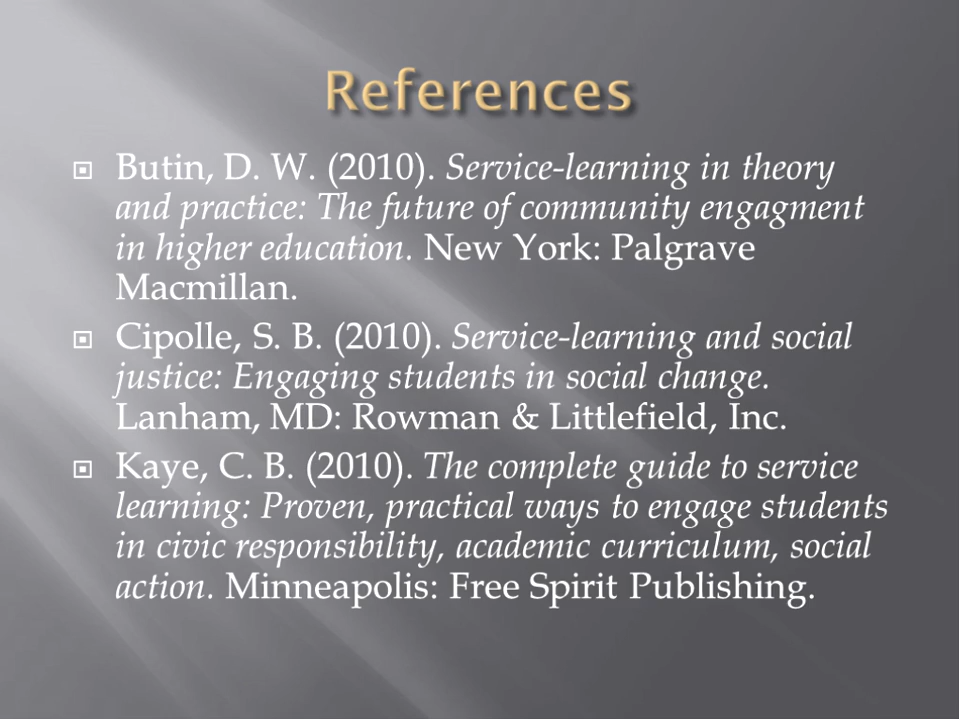 References
Butin, D. W. (2010). Service-learning in theory
and practice: The future of community engagment
in higher education. New York: Palgrave
Macmillan.
Cipolle, S. B. (2010). Service-learning and social
justice: Engaging students in social change.
Lanham, MD: Rowman & Littlefield, Inc.
Kaye, C. B. (2010). The complete guide to service
learning: Proven, practical ways to engage students
in civic responsibility, academic curriculum, social
action. Minneapolis: Free Spirit Publishing.